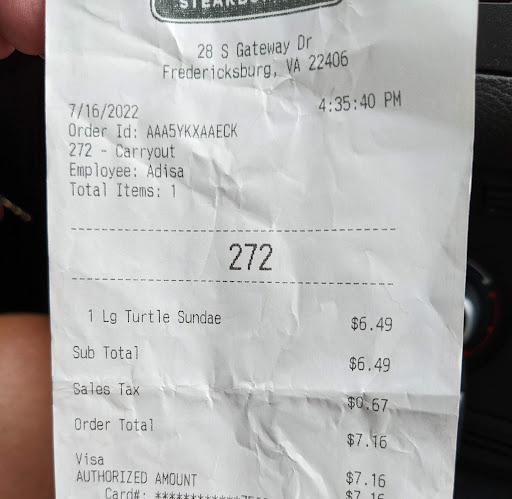 28 S Gateway Dr
Fredericksburg, VA 22406
7/16/2022 4:35:40 PM
Order Id: AAA5YKXAAECK
272 - Carryout
Employee: Adisa
Total Items: 1
272
1 Lg Turtle Sundae $6.49
Sub Total $6.49
Sales Tax $0.67
Order Total $7.16
Visa
AUTHORIZED AMOUNT $7.16
Card#: